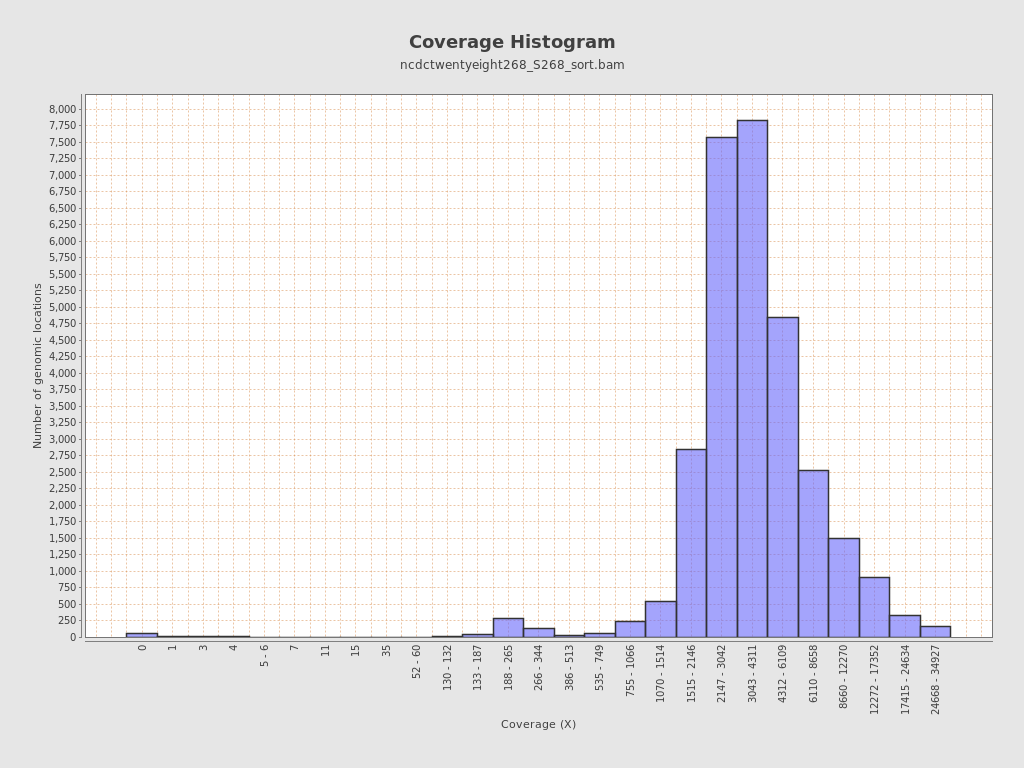 Coverage Histogram
ncdctwentyeight268_S268_sort.bam
Number of genomic locations
8,000
7,750
7,500
7,250
7,000
6,750
6,500
6,250
6,000
5,750
5,500
5,250
5,000
4,750
4,500
4,250
4,000
3,750
3,500
3,250
3,000
2,750
2,500
2,250
2,000
1,750
1,500
1,250
1,000
750
500
250
0
0
1
3
4
5 - 6
7
11
15
35
52 - 60
130 - 132
133 - 187
188 - 265
266 - 344
386 - 513
535 - 749
755 - 1066
1070 - 1514
1515 - 2146
2147 - 3042
3043 - 4311
4312 - 6109
6110 - 8658
8660 - 12270
12272 - 17352
17415 - 24634
24668 - 34927
Coverage (X)